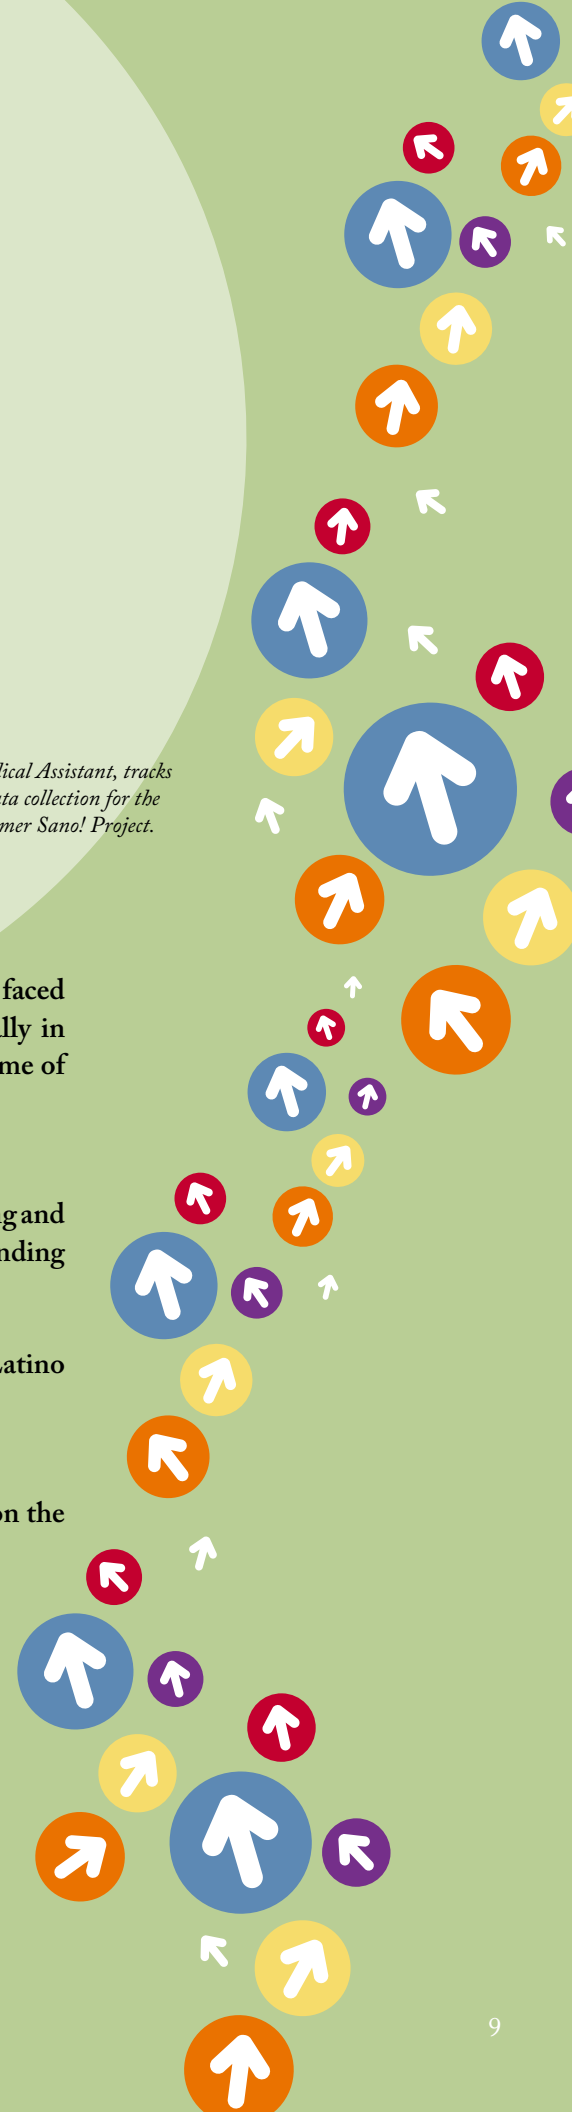 lical Assistant, tracks
ta collection for the
mer Sano! Project.
faced
lly in
me of
g and
nding
Latino
on the
9